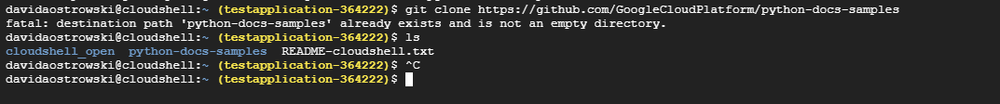 davidaostrowski@cloudshell:~ (testapplication-364222)$ git clone https://github.com/GoogleCloudPlatform/python-docs-samples
fatal: destination path 'python-docs-samples' already exists and is not an empty directory.
davidaostrowski@cloudshell:~ (testapplication-364222)$ ls
cloudshell_open  python-docs-samples  README-cloudshell.txt
davidaostrowski@cloudshell:~ (testapplication-364222)$ ^C
davidaostrowski@cloudshell:~ (testapplication-364222)$